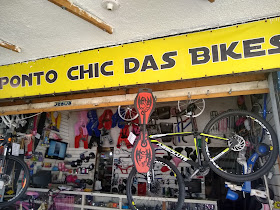 PONTO CHIC DAS BIKES